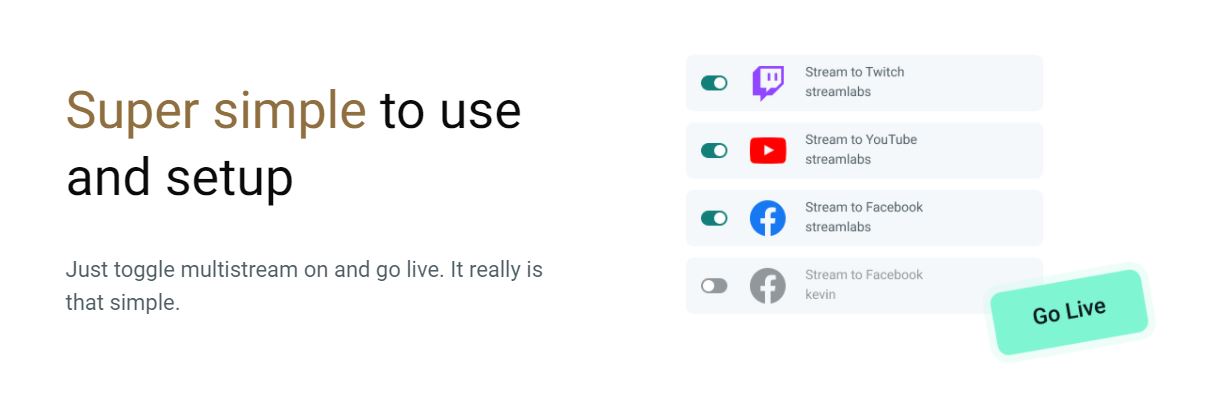 Super simple to use
and setup
Just toggle multistream on and go live. It really is
that simple.
Stream to Twitch
streamlabs
Stream to YouTube
streamlabs
Stream to Facebook
streamlabs
Stream to Facebook
kevin
Go Live